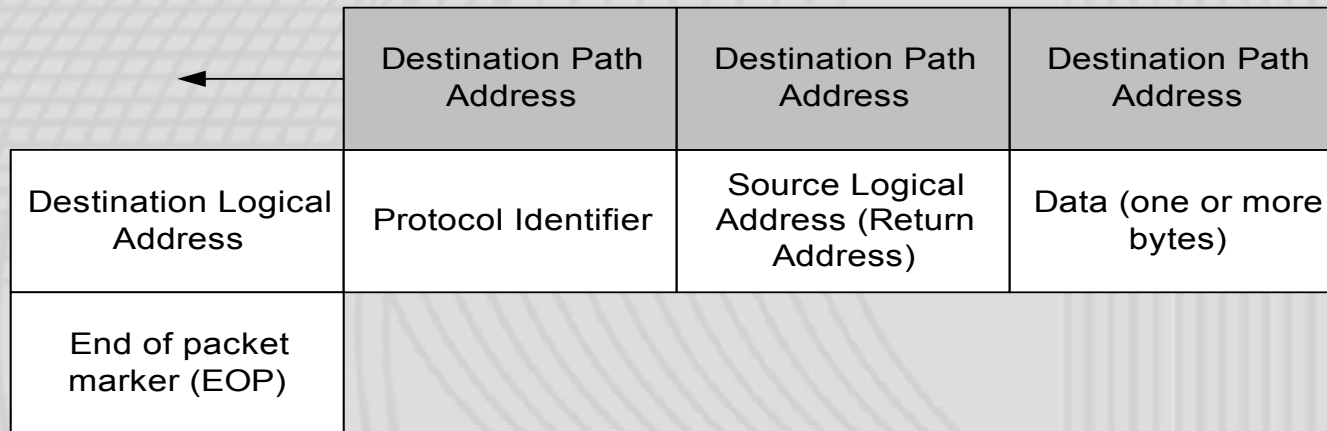 Destination Path
Address
Destination Path
Address
Destination Path
Address
Destination Logical
Address
Protocol Identifier
Source Logical
Address (Return
Address)
Data (one or more
bytes)
End of packet
marker (EOP)